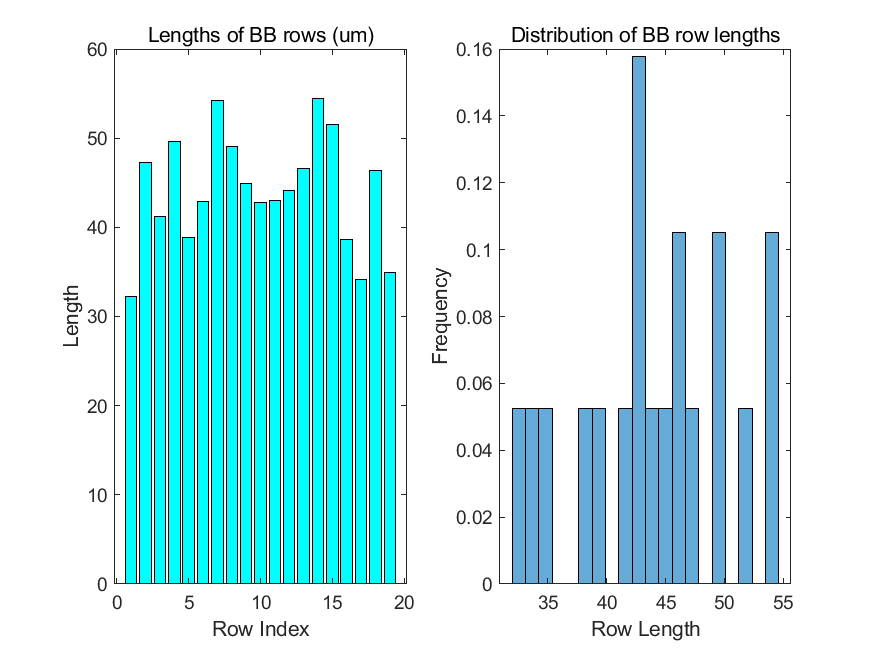 Lengths of BB rows (um)
60
50
40
30
20
10
0
Length
0 5 10 15 20
Row Index
Distribution of BB row lengths
0.16
0.14
0.12
0.1
0.08
0.06
0.04
0.02
0
Frequency
35 40 45 50 55
Row Length